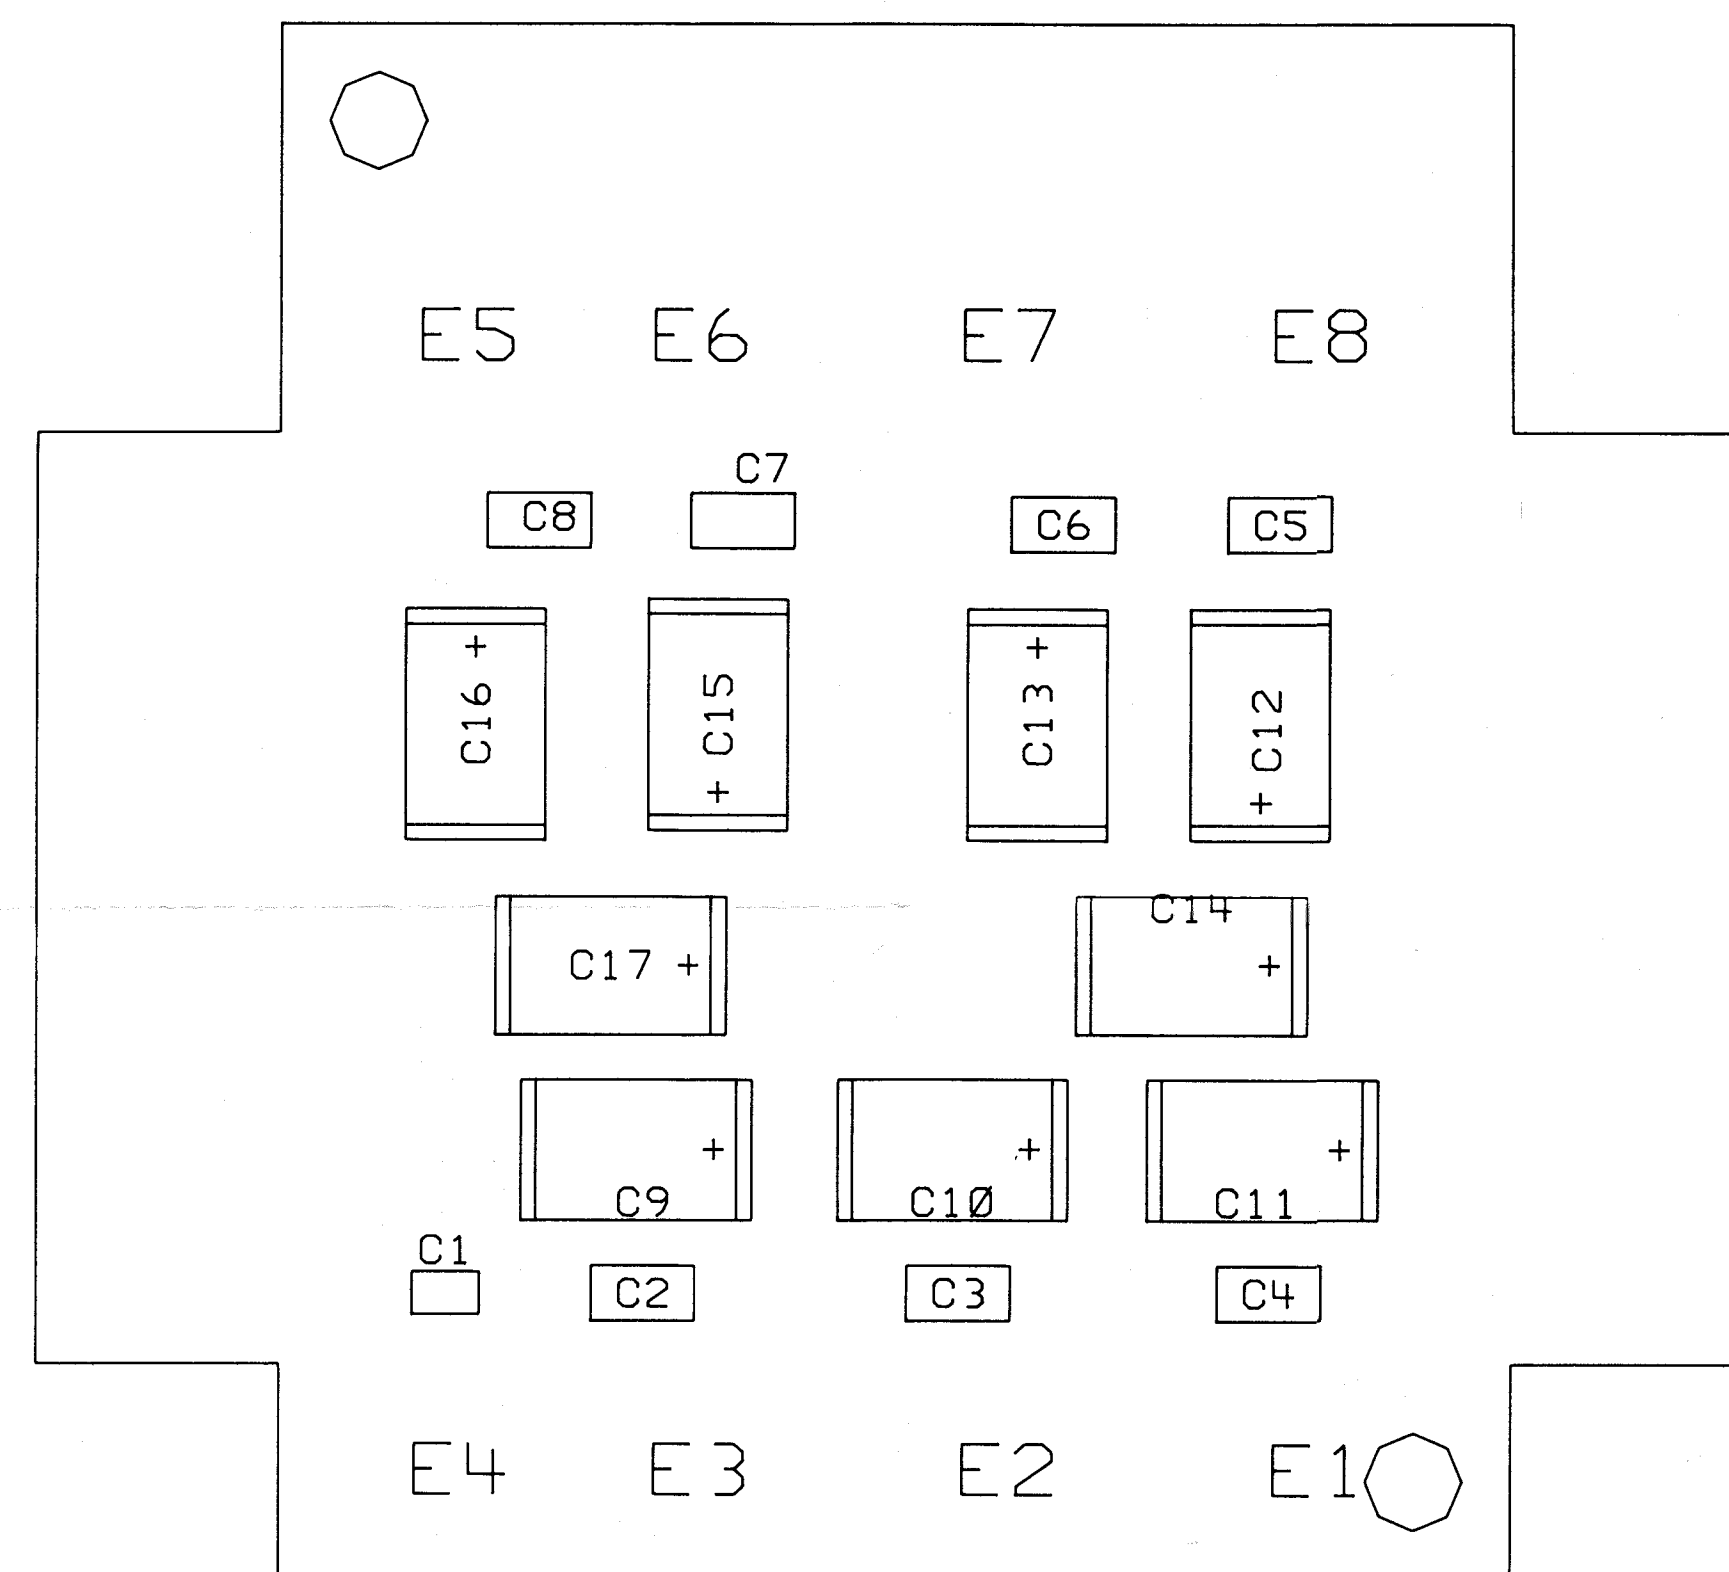 E5 E6 E7 E8
C7
C8 C6 C5
+ +
C16 C15 C13 C12
+ +
C14
C17 + +
+ + +
C9 C10 C11
C1
C2 C3 C4
E4 E3 E2 E1